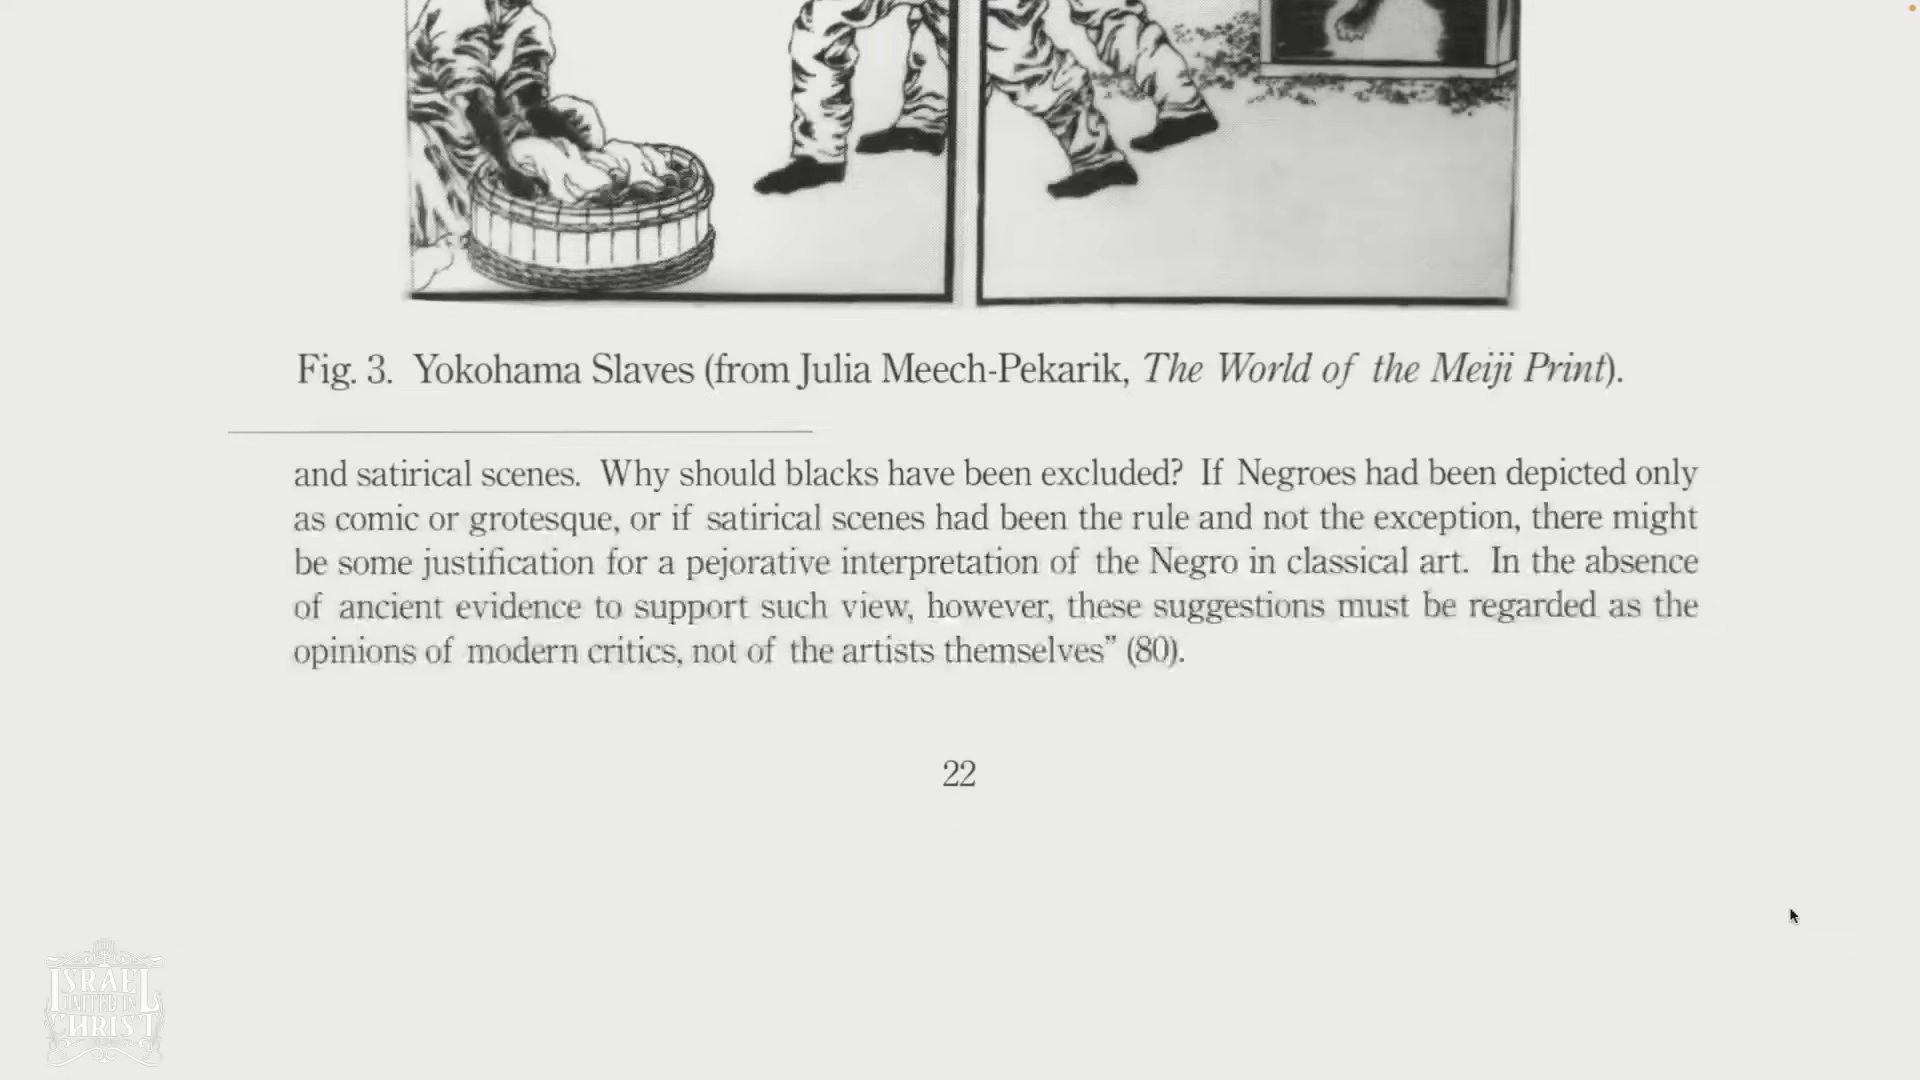 Fig. 3. Yokohama Slaves (from Julia Meech-Pekarik, The World of the Meiji Print).
and satirical scenes. Why should blacks have been excluded? If Negroes had been depicted only
as comic or grotesque, or if satirical scenes had been the rule and not the exception, there might
be some justification for a pejorative interpretation of the Negro in classical art. In the absence
of ancient evidence to support such view, however, these suggestions must be regarded as the
opinions of modern critics, not of the artists themselves” (80).
22
ISRAEL
UNITED IN
CHRIST